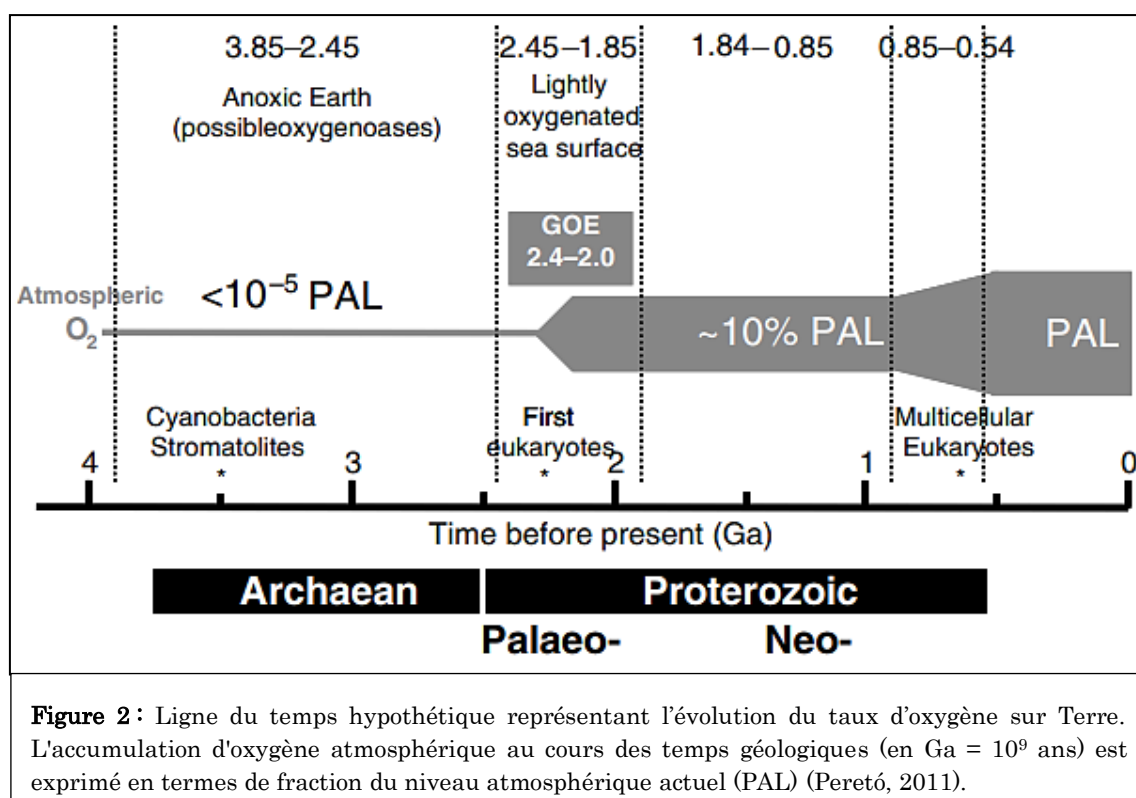 3.85–2.45
2.45–1.85
1.84–0.85
0.85–0.54
Anoxic Earth
(possibleoxygenoases)
Lightly
oxygenated
sea surface
GOE
2.4–2.0
Atmospheric
O₂
<10⁻⁵ PAL
~10% PAL
PAL
Cyanobacteria
Stromatolites
*
First
eukaryotes
*
Multicellular
Eukaryotes
*
4
3
2
1
0
Time before present (Ga)
Archaean
Proterozoic
Palaeo-
Neo-
Figure 2 : Ligne du temps hypothétique représentant l'évolution du taux d'oxygène sur Terre.
L'accumulation d'oxygène atmosphérique au cours des temps géologiques (en Ga = 10⁹ ans) est
exprimé en termes de fraction du niveau atmosphérique actuel (PAL) (Peretó, 2011).